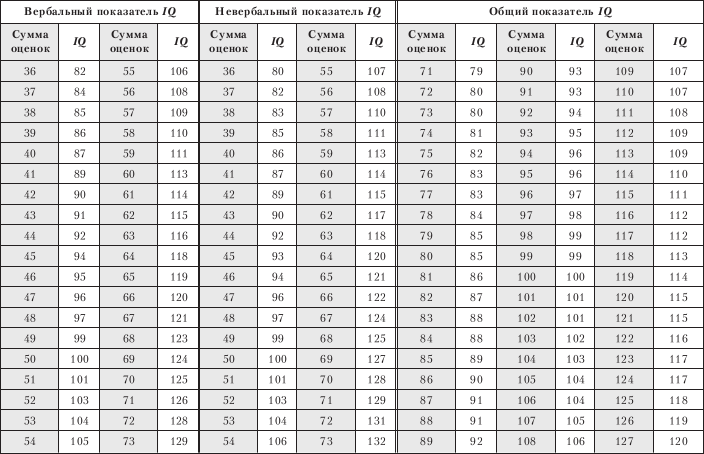 Вербальный показатель IQ Невербальный показатель IQ Общий показатель IQ
Сумма оценок IQ Сумма оценок IQ Сумма оценок IQ Сумма оценок IQ Сумма оценок IQ Сумма оценок IQ Сумма оценок IQ
36 82 55 106 36 80 55 107 71 79 90 93 109 107
37 84 56 108 37 82 56 108 72 80 91 93 110 107
38 85 57 109 38 83 57 110 73 80 92 94 111 108
39 86 58 110 39 85 58 111 74 81 93 95 112 109
40 87 59 111 40 86 59 113 75 82 94 96 113 109
41 89 60 113 41 87 60 114 76 83 95 96 114 110
42 90 61 114 42 89 61 115 77 83 96 97 115 111
43 91 62 115 43 90 62 117 78 84 97 98 116 112
44 92 63 116 44 92 63 118 79 85 98 99 117 112
45 94 64 118 45 93 64 120 80 85 99 99 118 113
46 95 65 119 46 94 65 121 81 86 100 100 119 114
47 96 66 120 47 96 66 122 82 87 101 101 120 115
48 97 67 121 48 97 67 124 83 88 102 101 121 115
49 99 68 123 49 99 68 125 84 88 103 102 122 116
50 100 69 124 50 100 69 127 85 89 104 103 123 117
51 101 70 125 51 101 70 128 86 90 105 104 124 117
52 103 71 126 52 103 71 129 87 91 106 104 125 118
53 104 72 128 53 104 72 131 88 91 107 105 126 119
54 105 73 129 54 106 73 132 89 92 108 106 127 120